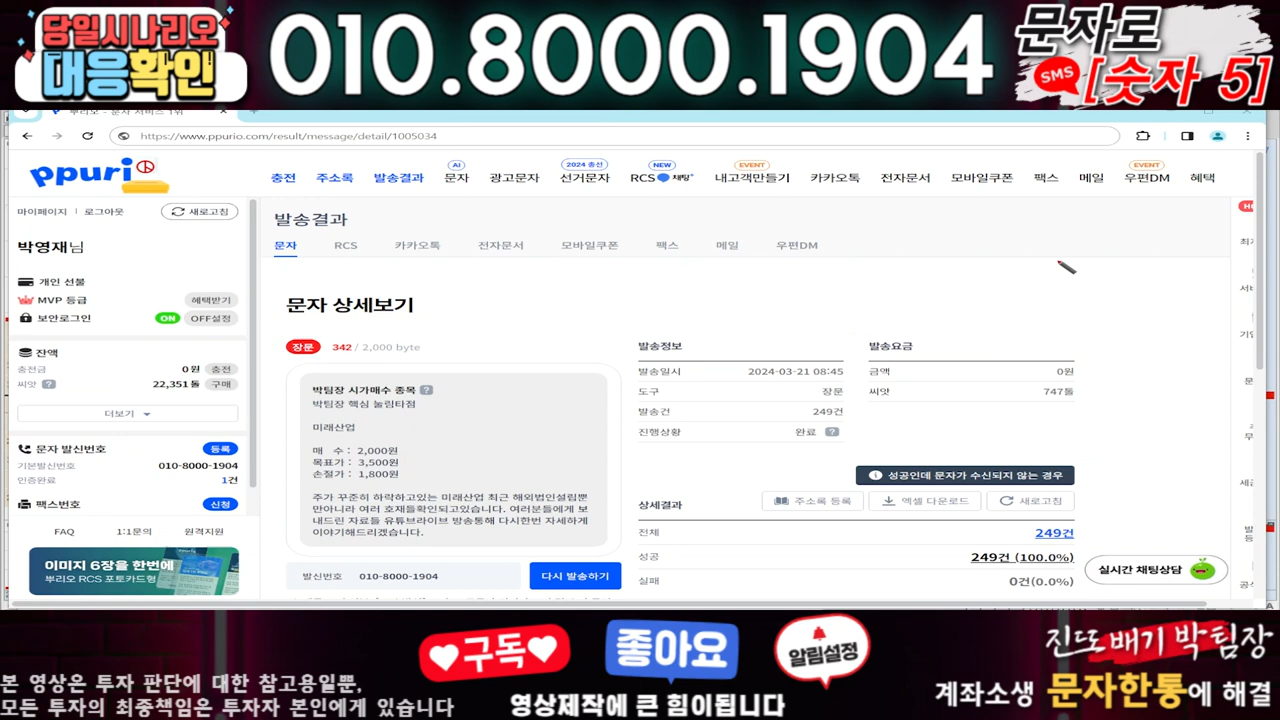 당일시나리오
대응확인
010.8000.1904
문자로
SMS
[숫자 5]
뿌리오 - 문자 서비스 1위
https://www.ppurio.com/result/message/detail/1005034
ppurio
충전
주소록
발송결과
AI
문자
광고문자
2024 총선
선거문자
NEW
RCS 채팅+
EVENT
내고객만들기
카카오톡
전자문서
모바일쿠폰
팩스
메일
EVENT
우편DM
혜택
마이페이지 | 로그아웃
새로고침
박영재님
개인 선불
MVP 등급
혜택받기
보안로그인
ON
OFF설정
잔액
충전금
0원
충전
씨앗
22,351톨
구매
더보기
문자 발신번호
등록
기본발신번호
010-8000-1904
인증완료
1건
팩스번호
신청
FAQ
1:1문의
원격지원
이미지 6장을 한번에
뿌리오 RCS 포토카드형
발송결과
문자
RCS
카카오톡
전자문서
모바일쿠폰
팩스
메일
우편DM
문자 상세보기
장문
342 / 2,000 byte
박팀장 시가매수 종목
박팀장 핵심 눌림타점
미래산업
매 수 : 2,000원
목표가 : 3,500원
손절가 : 1,800원
주가 꾸준히 하락하고있는 미래산업 최근 해외법인설립뿐
만아니라 여러 호재들확인되고있습니다. 여러분들에게 보
내드린 자료들 유튜브라이브 방송통해 다시한번 자세하게
이야기해드리겠습니다.
발신번호
010-8000-1904
다시 발송하기
발송정보
발송일시
2024-03-21 08:45
도구
장문
발송건
249건
진행상황
완료
발송요금
금액
0원
씨앗
747톨
성공인데 문자가 수신되지 않는 경우
상세결과
주소록 등록
엑셀 다운로드
새로고침
전체
249건
성공
249건 (100.0%)
실패
0건(0.0%)
실시간 채팅상담
본 영상은 투자 판단에 대한 참고용일뿐,
모든 투자의 최종책임은 투자자 본인에게 있습니다
구독
좋아요
알림설정
영상제작에 큰 힘이됩니다
진또배기 박팀장
계좌소생 문자한통에 해결